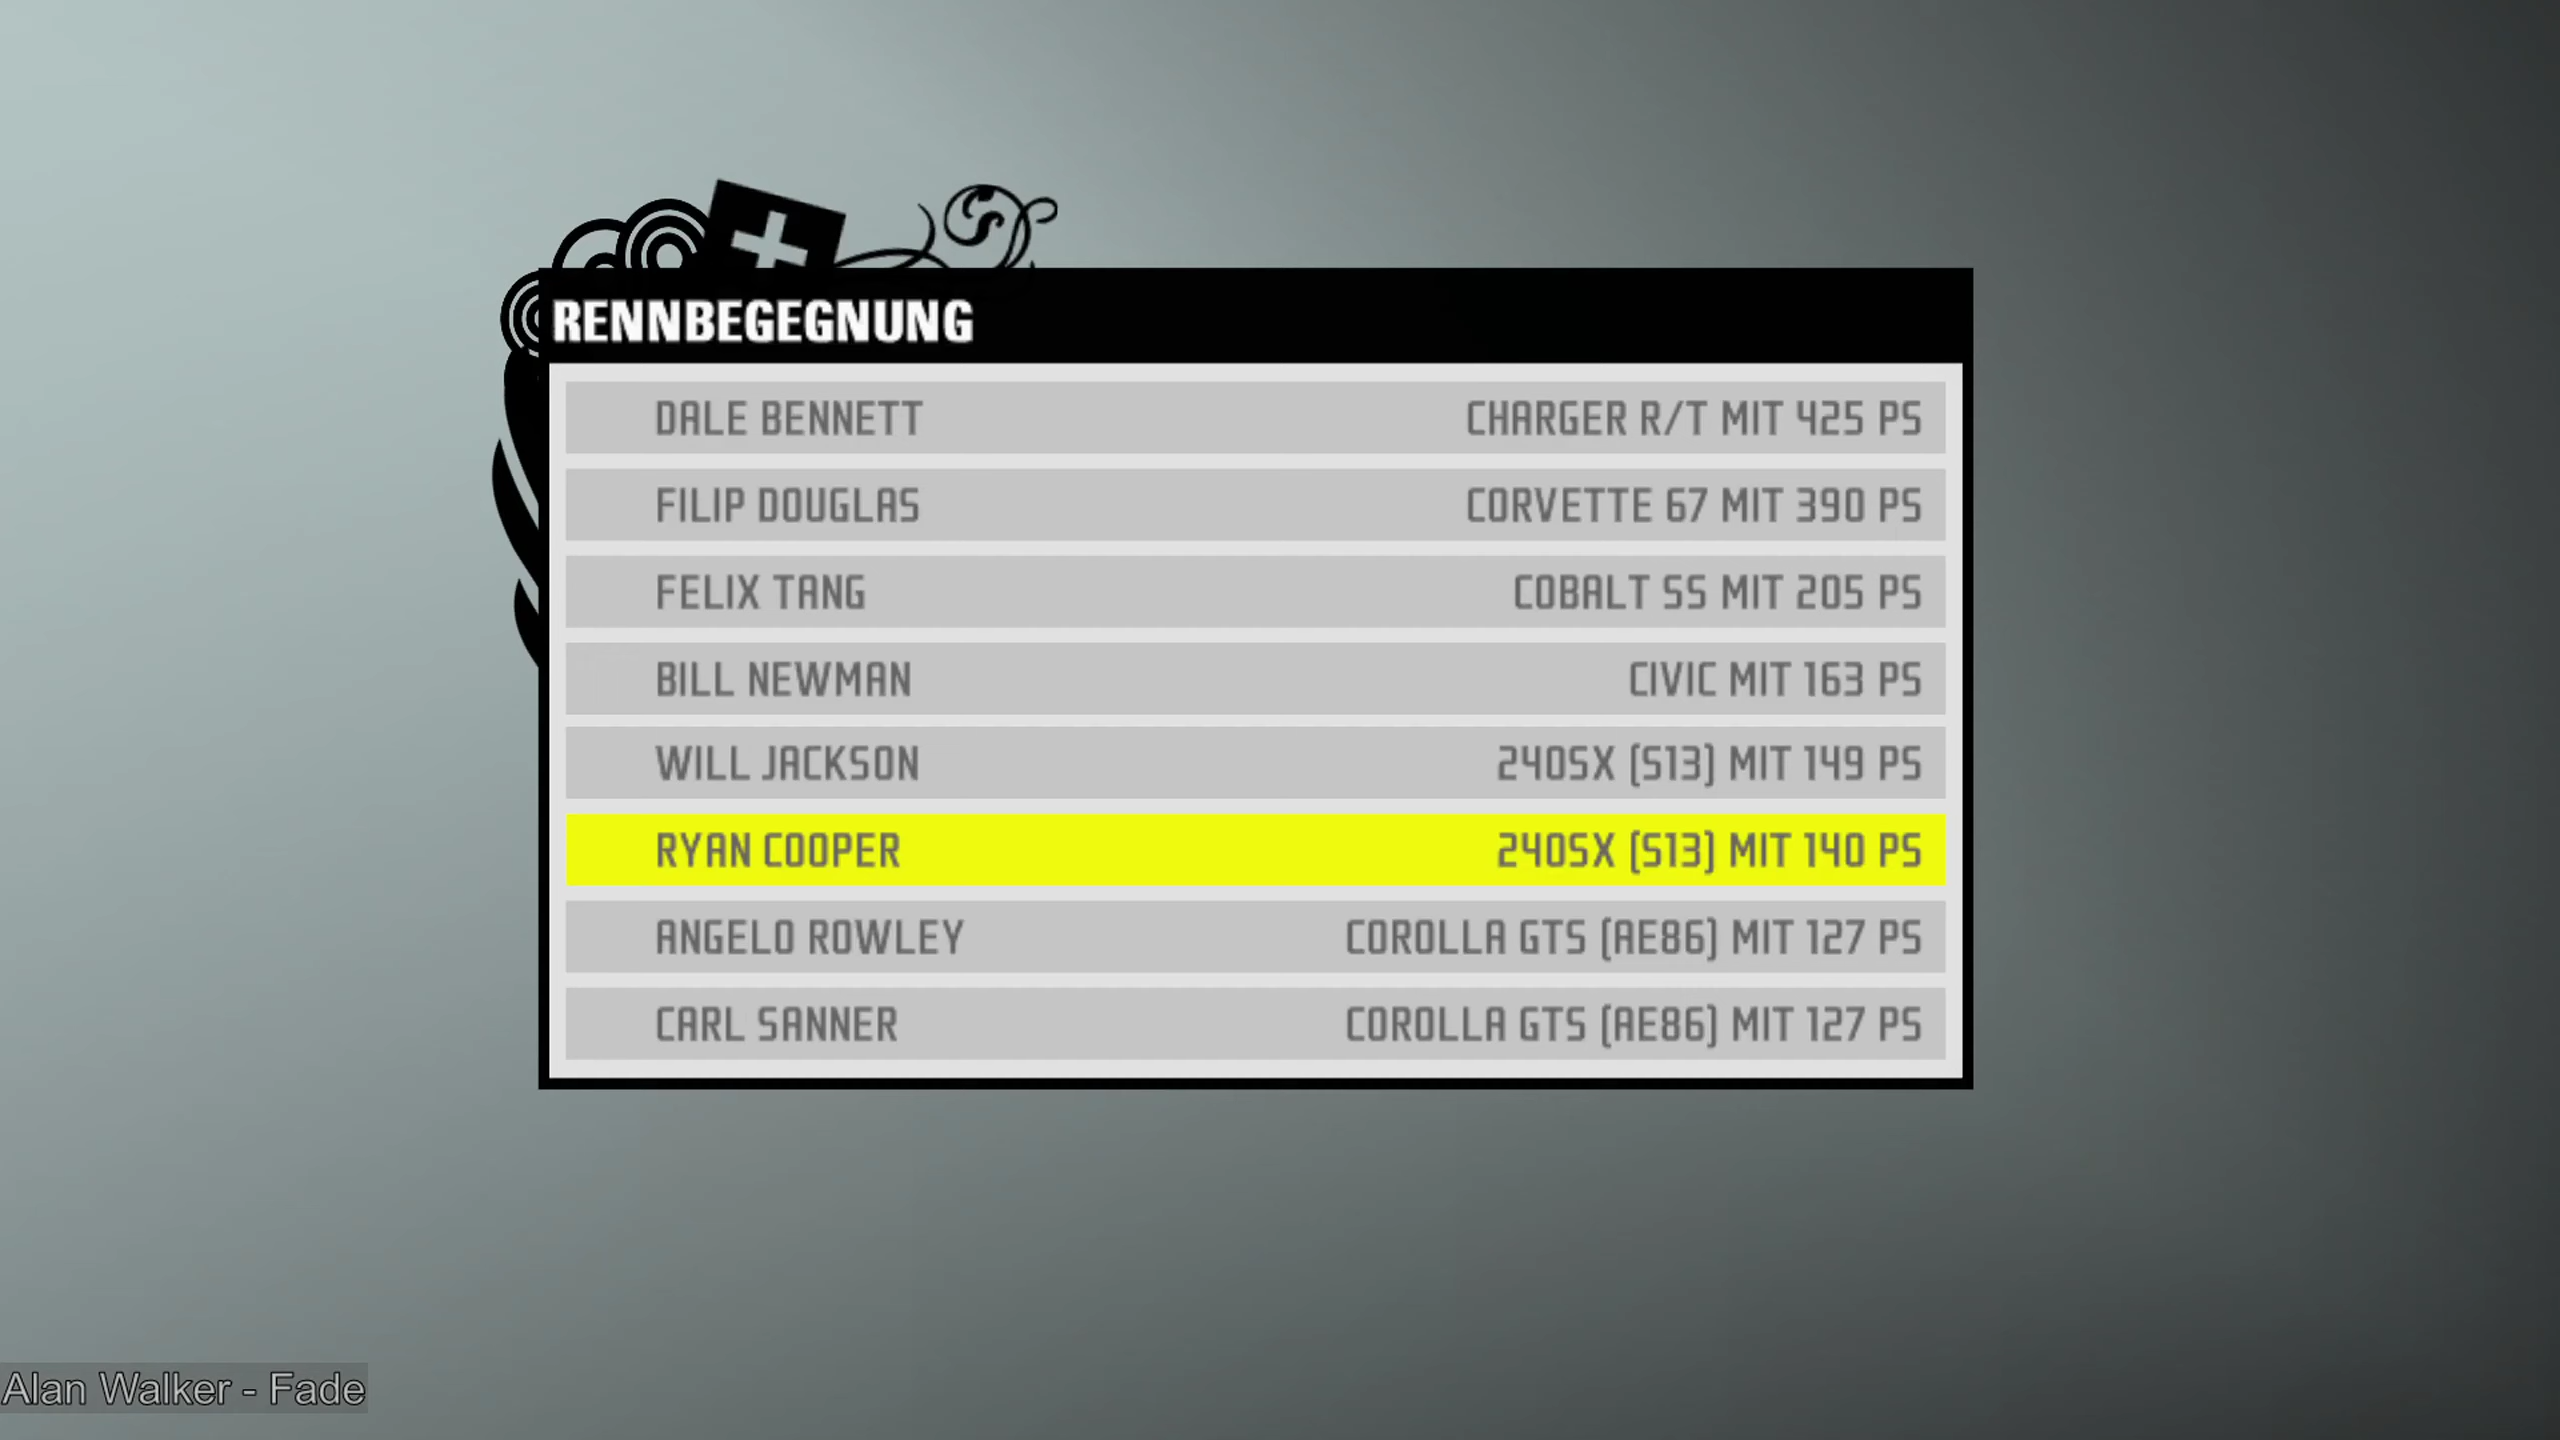 RENNBEGEGNUNG
DALE BENNETT CHARGER R/T MIT 425 PS
FILIP DOUGLAS CORVETTE 67 MIT 390 PS
FELIX TANG COBALT SS MIT 205 PS
BILL NEWMAN CIVIC MIT 163 PS
WILL JACKSON 240SX (S13) MIT 149 PS
RYAN COOPER 240SX (S13) MIT 140 PS
ANGELO ROWLEY COROLLA GTS (AE86) MIT 127 PS
CARL SANNER COROLLA GTS (AE86) MIT 127 PS
Alan Walker - Fade